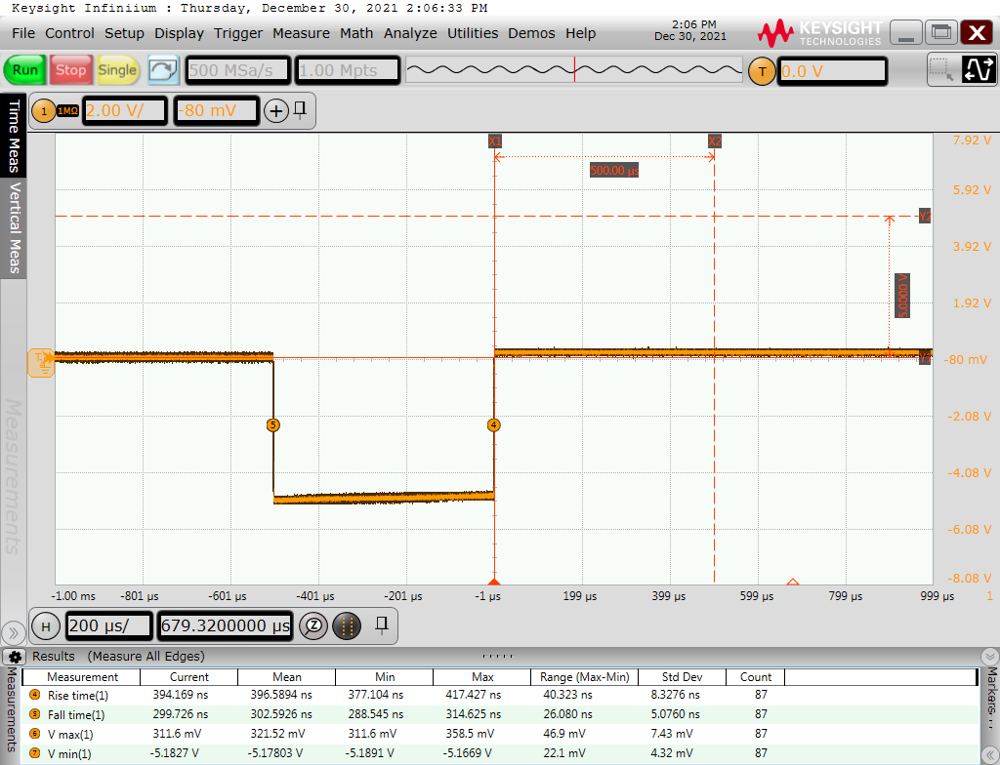 Keysight Infiniium : Thursday, December 30, 2021 2:06:33 PM
File Control Setup Display Trigger Measure Math Analyze Utilities Demos Help
2:06 PM
Dec 30, 2021
KEYSIGHT
TECHNOLOGIES
Run Stop Single 500 MSa/s 1.00 Mpts T 0.0 V
1 1MΩ 2.00 V/ -80 mV
Time Meas
Vertical Meas
Measurements
X1 X2
500.00 µs
7.92 V
5.92 V
Y2
3.92 V
5.0000 V
1.92 V
T
Y1
-80 mV
5 4
-2.08 V
-4.08 V
-6.08 V
-8.08 V
-1.00 ms -801 µs -601 µs -401 µs -201 µs -1 µs 199 µs 399 µs 599 µs 799 µs 999 µs 1
H 200 µs/ 679.3200000 µs Z
Results (Measure All Edges)
Measurements
Markers...
Measurement Current Mean Min Max Range (Max-Min) Std Dev Count
4 Rise time(1) 394.169 ns 396.5894 ns 377.104 ns 417.427 ns 40.323 ns 8.3276 ns 87
5 Fall time(1) 299.726 ns 302.5926 ns 288.545 ns 314.625 ns 26.080 ns 5.0760 ns 87
6 V max(1) 311.6 mV 321.52 mV 311.6 mV 358.5 mV 46.9 mV 7.43 mV 87
7 V min(1) -5.1827 V -5.17803 V -5.1891 V -5.1669 V 22.1 mV 4.32 mV 87